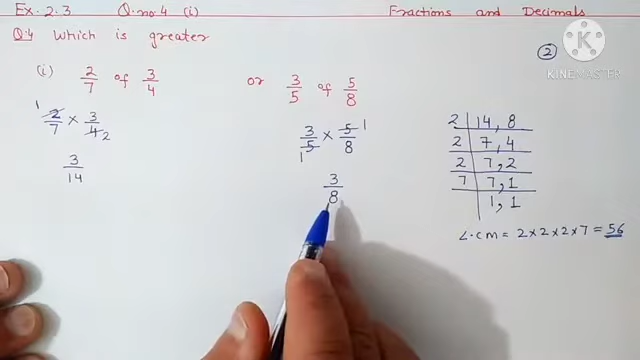 Ex. 2.3 Q. no 4 (i) Fractions and Decimals
Q.4 Which is greater
②
KINEMASTER
(i) 2/7 of 3/4 or 3/5 of 5/8
1
2/7 × 3/4 2
3/14
3/5 × 5/8 1
1
3/8
2 | 14, 8
2 | 7, 4
2 | 7, 2
7 | 7, 1
1, 1
L.CM = 2×2×2×7 = 56